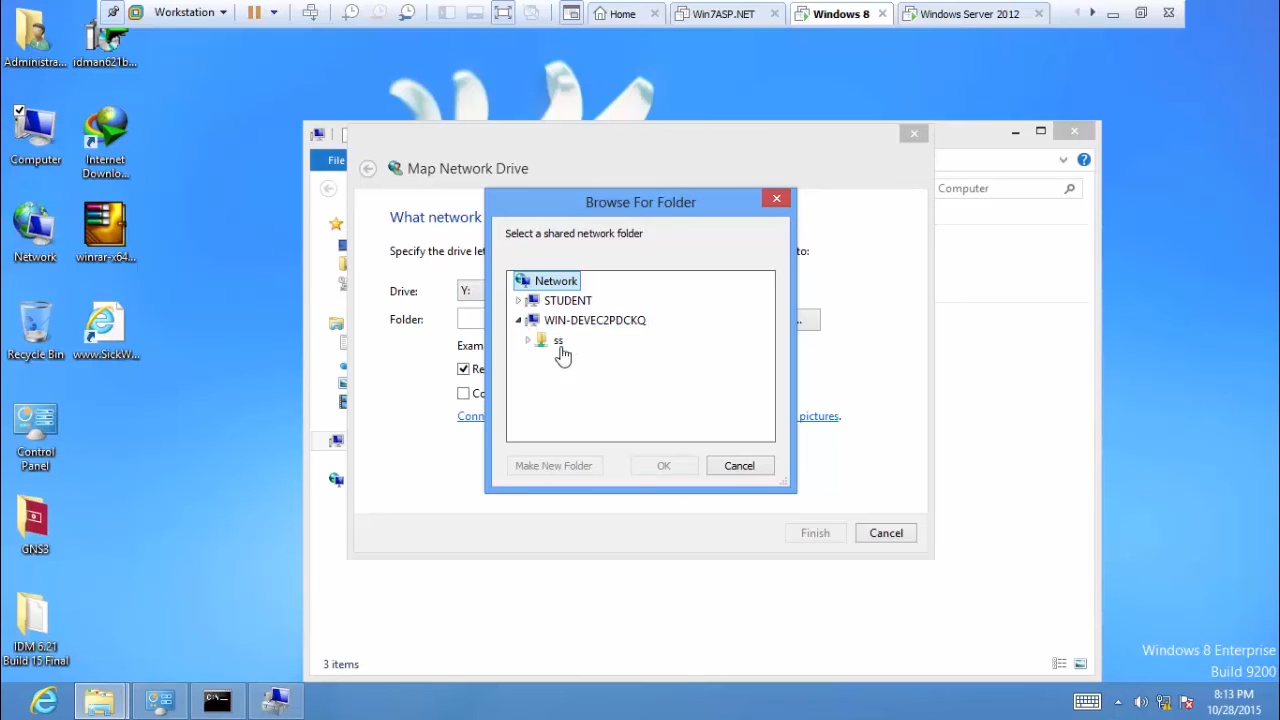 Workstation
Home
Win7ASP.NET
Windows 8
Windows Server 2012
Administra...
idman621b...
Computer
Internet
Downlo...
Network
winrar-x64...
Recycle Bin
www.SickW...
Control
Panel
GNS3
IDM 6.21
Build 15 Final
File
Computer
Map Network Drive
What network
Specify the drive let
to:
Drive:
Y:
Folder:
...
Exam
Re
Co
Conn
pictures.
Finish
Cancel
Browse For Folder
Select a shared network folder
Network
STUDENT
WIN-DEVEC2PDCKQ
ss
Make New Folder
OK
Cancel
3 items
Windows 8 Enterprise
Build 9200
8:13 PM
10/28/2015